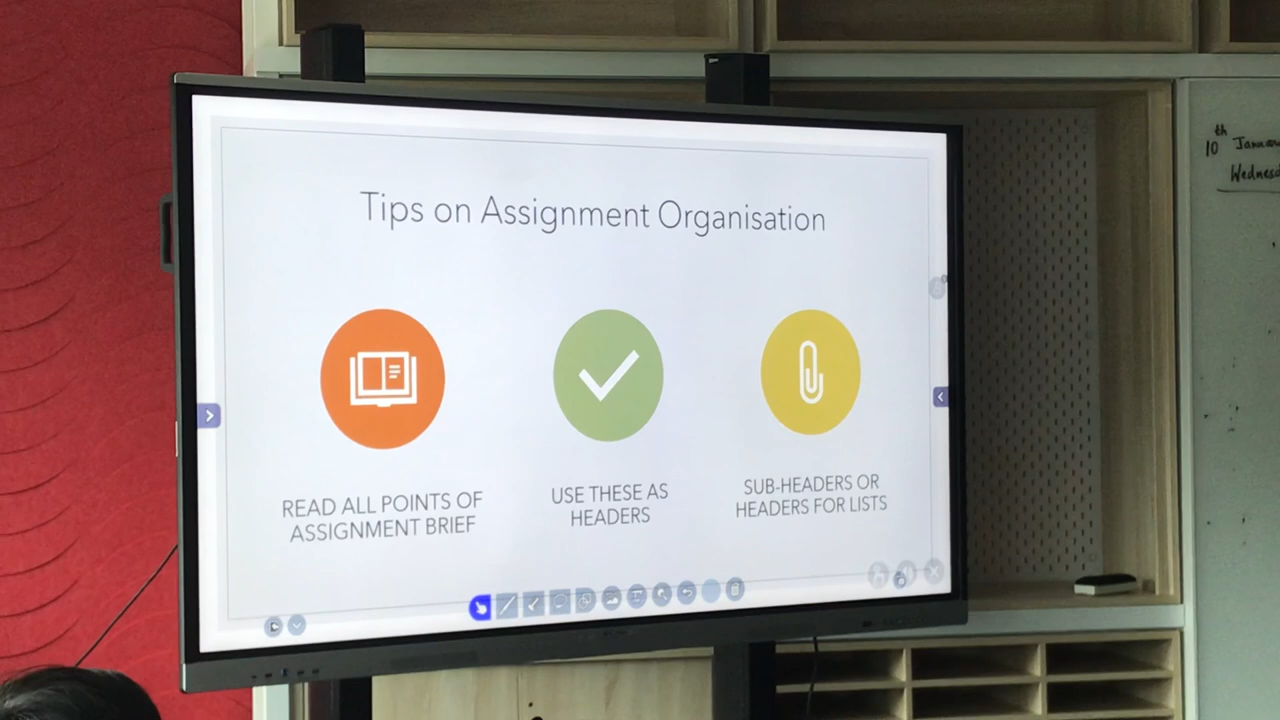 Tips on Assignment Organisation
READ ALL POINTS OF
ASSIGNMENT BRIEF
USE THESE AS
HEADERS
SUB-HEADERS OR
HEADERS FOR LISTS
10th